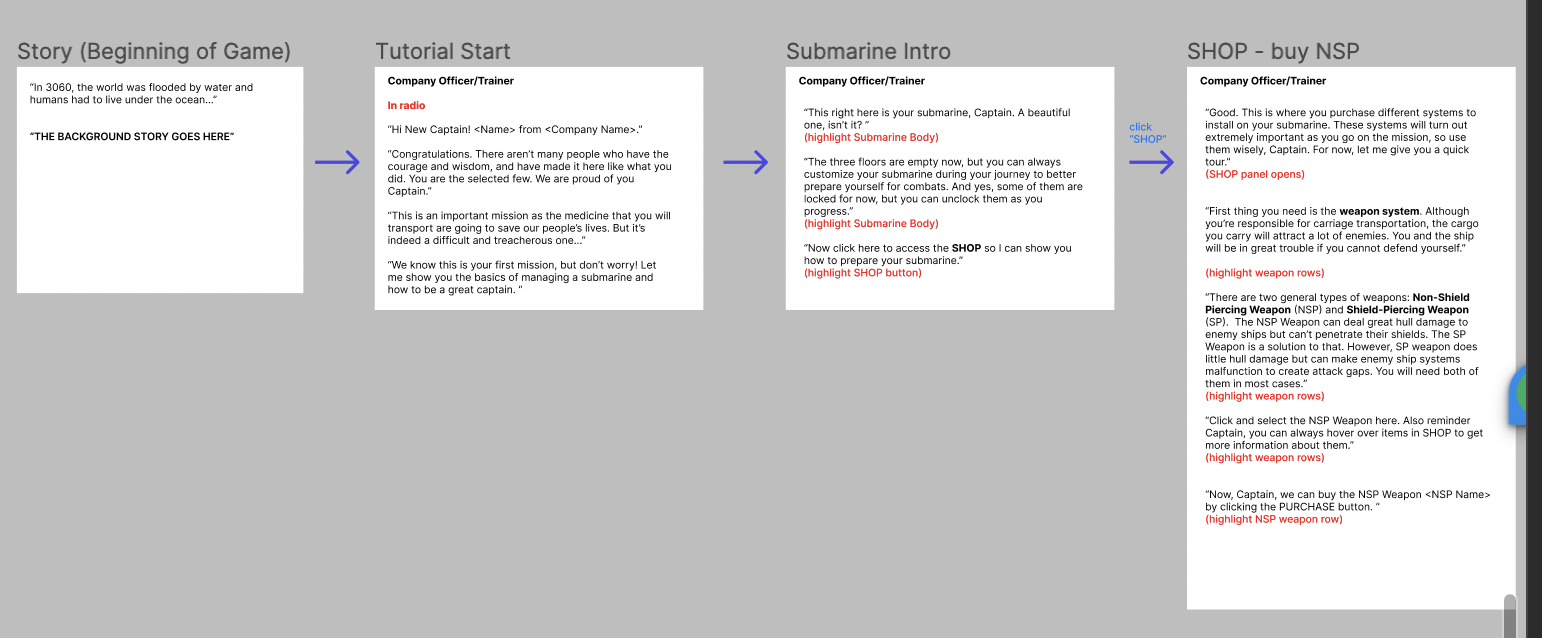 Story (Beginning of Game)
“In 3060, the world was flooded by water and
humans had to live under the ocean...”
“THE BACKGROUND STORY GOES HERE”
Tutorial Start
Company Officer/Trainer
In radio
“Hi New Captain! <Name> from <Company Name>.”
“Congratulations. There aren’t many people who have the
courage and wisdom, and have made it here like what you
did. You are the selected few. We are proud of you
Captain.”
“This is an important mission as the medicine that you will
transport are going to save our people’s lives. But it’s
indeed a difficult and treacherous one...”
“We know this is your first mission, but don’t worry! Let
me show you the basics of managing a submarine and
how to be a great captain. “
Submarine Intro
Company Officer/Trainer
“This right here is your submarine, Captain. A beautiful
one, isn’t it? ”
(highlight Submarine Body)
“The three floors are empty now, but you can always
customize your submarine during your journey to better
prepare yourself for combats. And yes, some of them are
locked for now, but you can unclock them as you
progress.”
(highlight Submarine Body)
“Now click here to access the SHOP so I can show you
how to prepare your submarine.”
(highlight SHOP button)
click
“SHOP”
SHOP - buy NSP
Company Officer/Trainer
“Good. This is where you purchase different systems to
install on your submarine. These systems will turn out
extremely important as you go on the mission, so use
them wisely, Captain. For now, let me give you a quick
tour.”
(SHOP panel opens)
“First thing you need is the weapon system. Although
you’re responsible for carriage transportation, the cargo
you carry will attract a lot of enemies. You and the ship
will be in great trouble if you cannot defend yourself.”
(highlight weapon rows)
“There are two general types of weapons: Non-Shield
Piercing Weapon (NSP) and Shield-Piercing Weapon
(SP).  The NSP Weapon can deal great hull damage to
enemy ships but can’t penetrate their shields. The SP
Weapon is a solution to that. However, SP weapon does
little hull damage but can make enemy ship systems
malfunction to create attack gaps. You will need both of
them in most cases.”
(highlight weapon rows)
“Click and select the NSP Weapon here. Also reminder
Captain, you can always hover over items in SHOP to get
more information about them.”
(highlight weapon rows)
“Now, Captain, we can buy the NSP Weapon <NSP Name>
by clicking the PURCHASE button. ”
(highlight NSP weapon row)